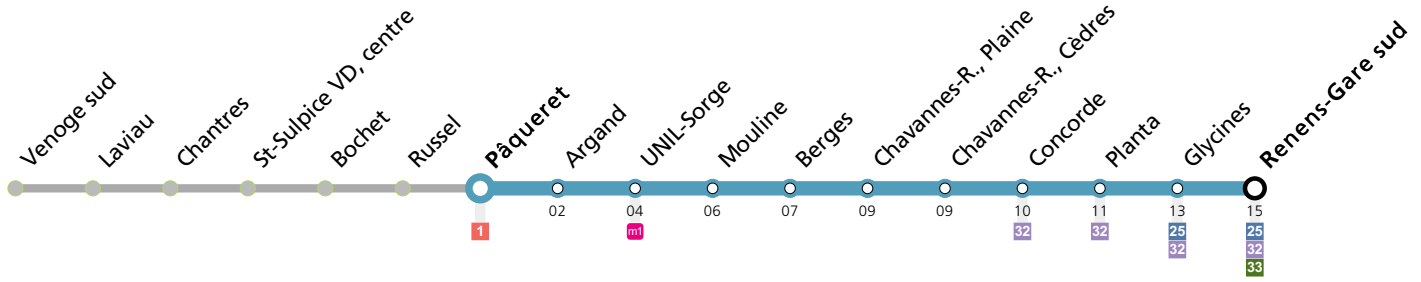 Venoge sud
Laviau
Chantres
St-Sulpice VD, centre
Bochet
Russel
Pâqueret
Argand
UNIL-Sorge
Mouline
Berges
Chavannes-R., Plaine
Chavannes-R., Cèdres
Concorde
Planta
Glycines
Renens-Gare sud
02 04 06 07 09 09 10 11 13 15
1 m1 32 32 25 25
32 32
33